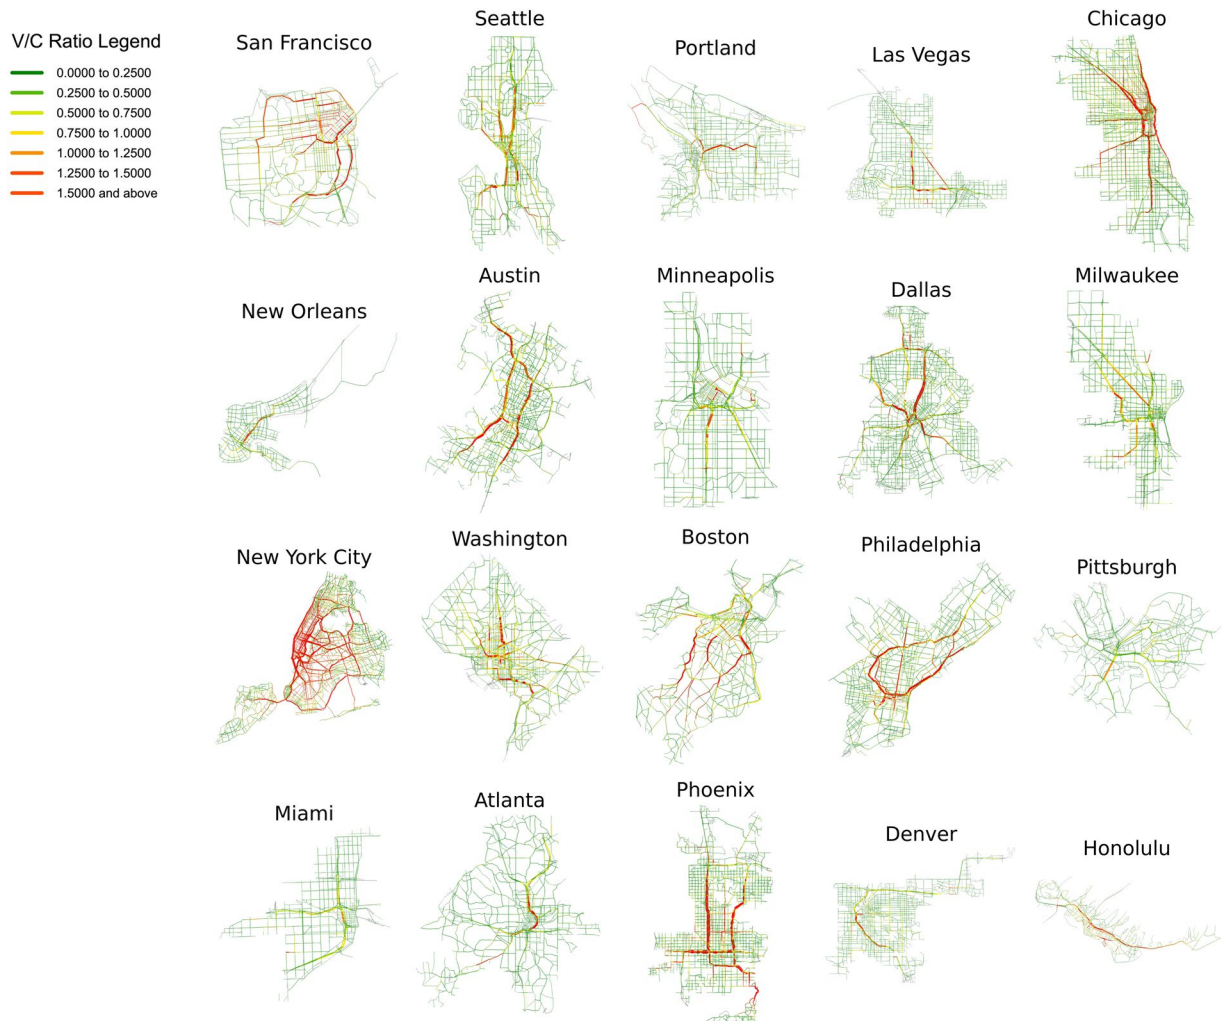 V/C Ratio Legend
0.0000 to 0.2500
0.2500 to 0.5000
0.5000 to 0.7500
0.7500 to 1.0000
1.0000 to 1.2500
1.2500 to 1.5000
1.5000 and above
San Francisco
Seattle
Portland
Las Vegas
Chicago
New Orleans
Austin
Minneapolis
Dallas
Milwaukee
New York City
Washington
Boston
Philadelphia
Pittsburgh
Miami
Atlanta
Phoenix
Denver
Honolulu